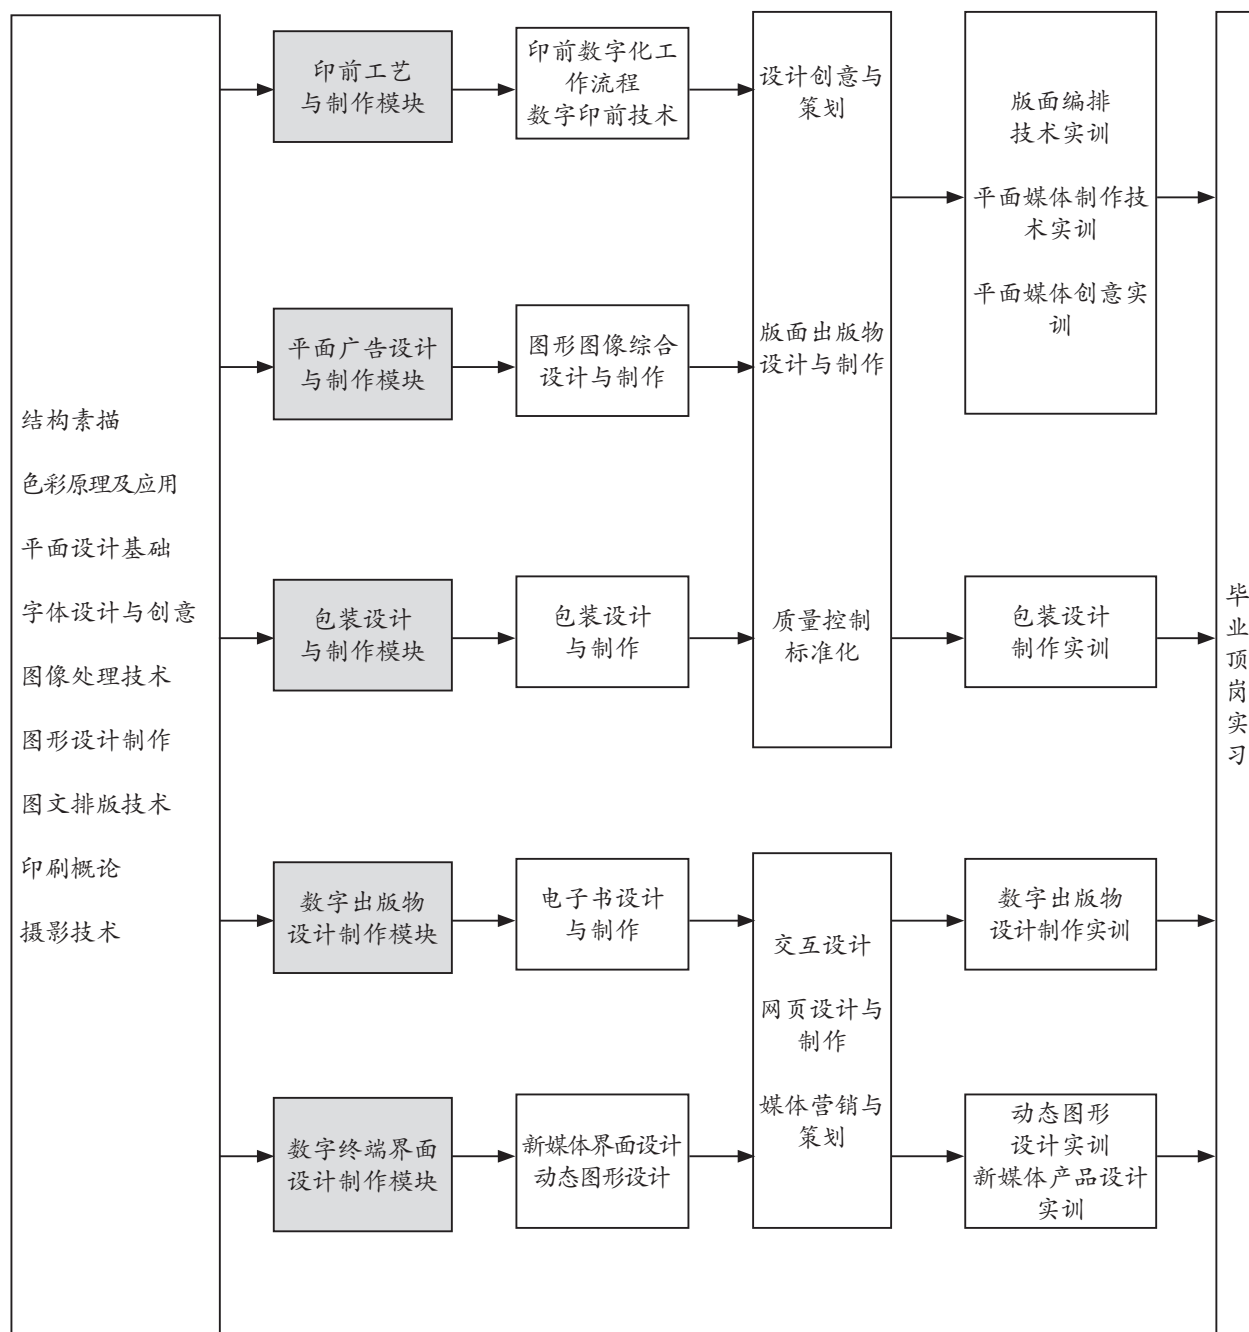 结构素描
色彩原理及应用
平面设计基础
字体设计与创意
图像处理技术
图形设计制作
图文排版技术
印刷概论
摄影技术
印前工艺
与制作模块
平面广告设计
与制作模块
包装设计
与制作模块
数字出版物
设计制作模块
数字终端界面
设计制作模块
印前数字化工
作流程
数字印前技术
图形图像综合
设计与制作
包装设计
与制作
电子书设计
与制作
新媒体界面设计
动态图形设计
设计创意与
策划
版面出版物
设计与制作
质量控制
标准化
交互设计
网页设计与
制作
媒体营销与
策划
版面编排
技术实训
平面媒体制作技
术实训
平面媒体创意实
训
包装设计
制作实训
数字出版物
设计制作实训
动态图形
设计实训
新媒体产品设计
实训
毕
业
顶
岗
实
习